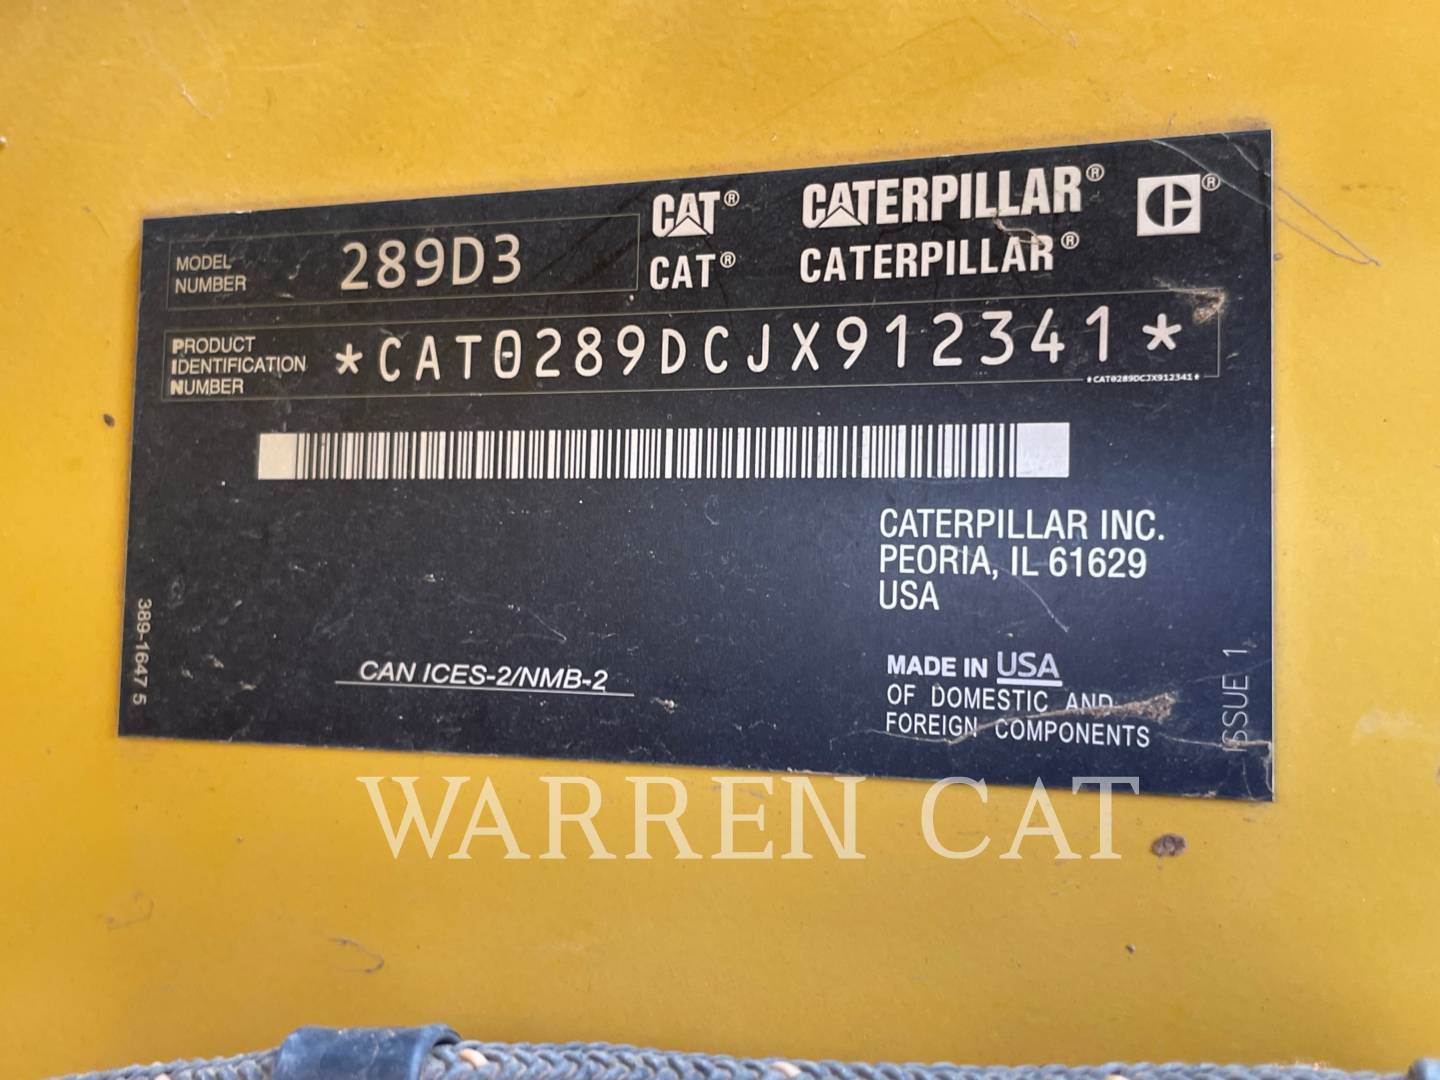 CAT® CATERPILLAR® C®
CAT® CATERPILLAR®
MODEL
NUMBER
289D3
PRODUCT
IDENTIFICATION
NUMBER
*CAT0289DCJX912341*
*CAT0289DCJX912341*
CATERPILLAR INC.
PEORIA, IL 61629
USA
CAN ICES-2/NMB-2
MADE IN USA
OF DOMESTIC AND
FOREIGN COMPONENTS
389-1647 5
ISSUE 1
WARREN CAT